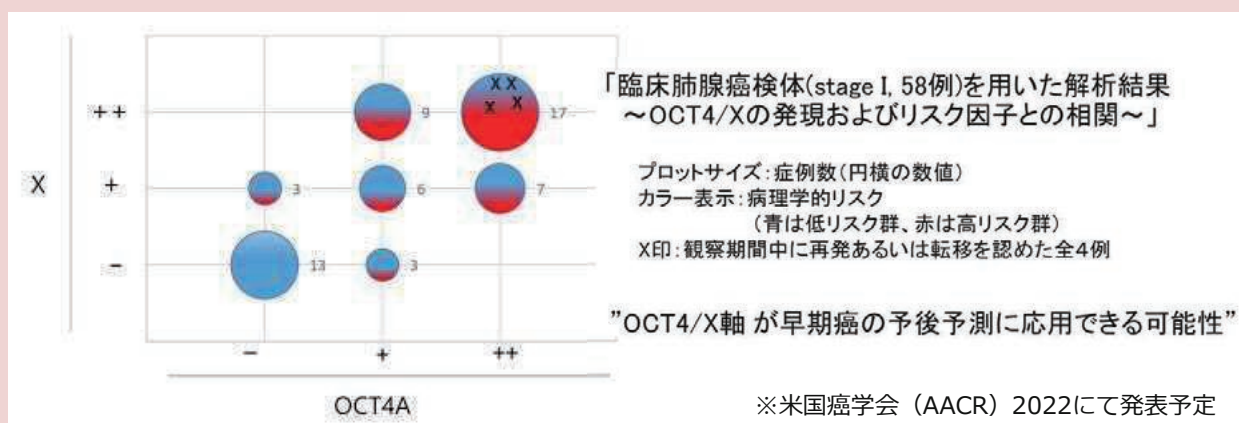 「臨床肺腺癌検体(stage I, 58例)を用いた解析結果
~OCT4/Xの発現およびリスク因子との相関~」
プロットサイズ:症例数(円横の数値)
カラー表示:病理学的リスク
(青は低リスク群、赤は高リスク群)
X印:観察期間中に再発あるいは転移を認めた全4例
”OCT4/X軸 が早期癌の予後予測に応用できる可能性”
※米国癌学会(AACR)2022にて発表予定
X
++
+
-
X X
X X
9
17
3
6
7
13
3
- + ++
OCT4A